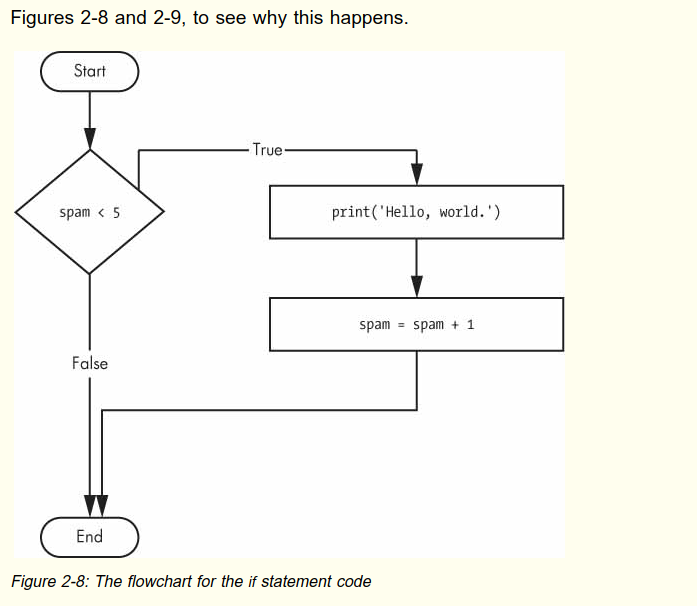 Figures 2-8 and 2-9, to see why this happens.
Start
True
spam < 5
print('Hello, world.')
spam = spam + 1
False
End
Figure 2-8: The flowchart for the if statement code